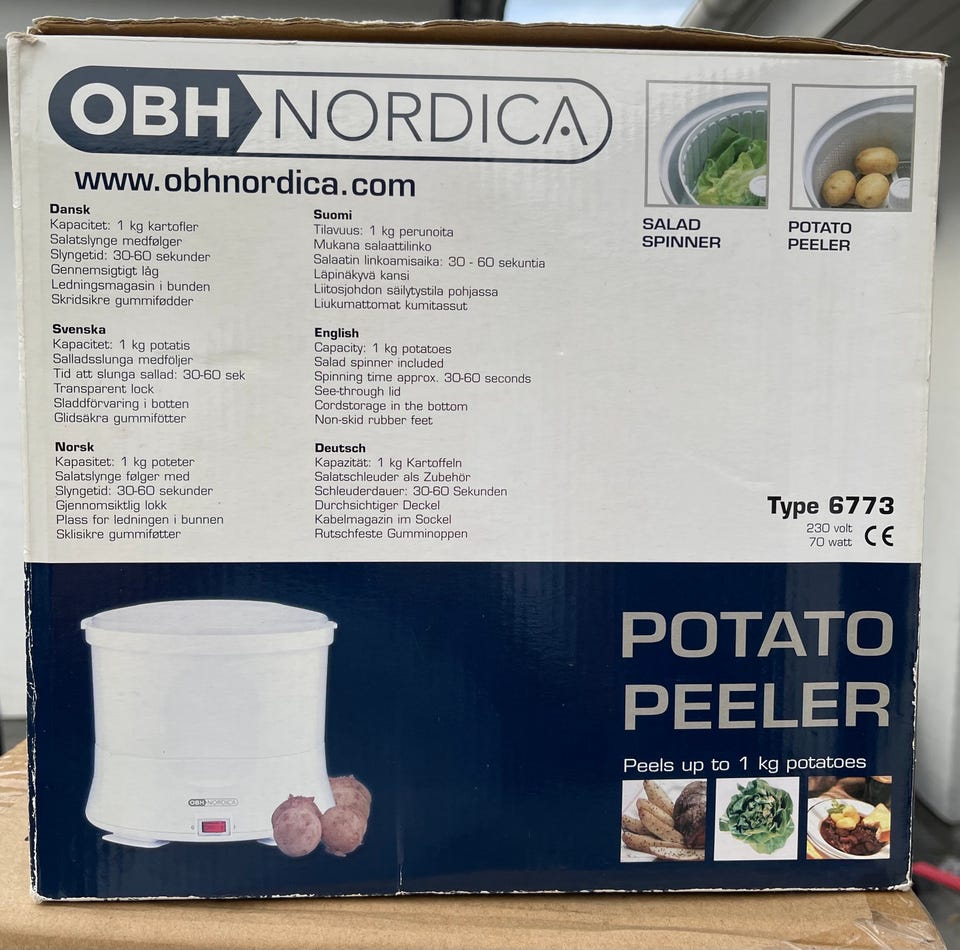 OBH NORDICA
www.obhnordica.com
Dansk
Kapacitet: 1 kg kartofler
Salatslynge medfølger
Slyngetid: 30-60 sekunder
Gennemsigtigt låg
Ledningsmagasin i bunden
Skridsikre gummifødder
Svenska
Kapacitet: 1 kg potatis
Salladsslunga medföljer
Tid att slunga sallad: 30-60 sek
Transparent lock
Sladdförvaring i botten
Glidsäkra gummifötter
Norsk
Kapasitet: 1 kg poteter
Salatslynge følger med
Slyngetid: 30-60 sekunder
Gjennomsiktlig lokk
Plass for ledningen i bunnen
Sklisikre gummiføtter
Suomi
Tilavuus: 1 kg perunoita
Mukana salaattilinko
Salaatin linkoamisaika: 30 - 60 sekuntia
Läpinäkyvä kansi
Liitosjohdon säilytystila pohjassa
Liukumattomat kumitassut
English
Capacity: 1 kg potatoes
Salad spinner included
Spinning time approx. 30-60 seconds
See-through lid
Cordstorage in the bottom
Non-skid rubber feet
Deutsch
Kapazität: 1 kg Kartoffeln
Salatschleuder als Zubehör
Schleuderdauer: 30-60 Sekunden
Durchsichtiger Deckel
Kabelmagazin im Sockel
Rutschfeste Gumminoppen
SALAD
SPINNER
POTATO
PEELER
Type 6773
230 volt
70 watt CE
POTATO
PEELER
Peels up to 1 kg potatoes
OBH NORDICA